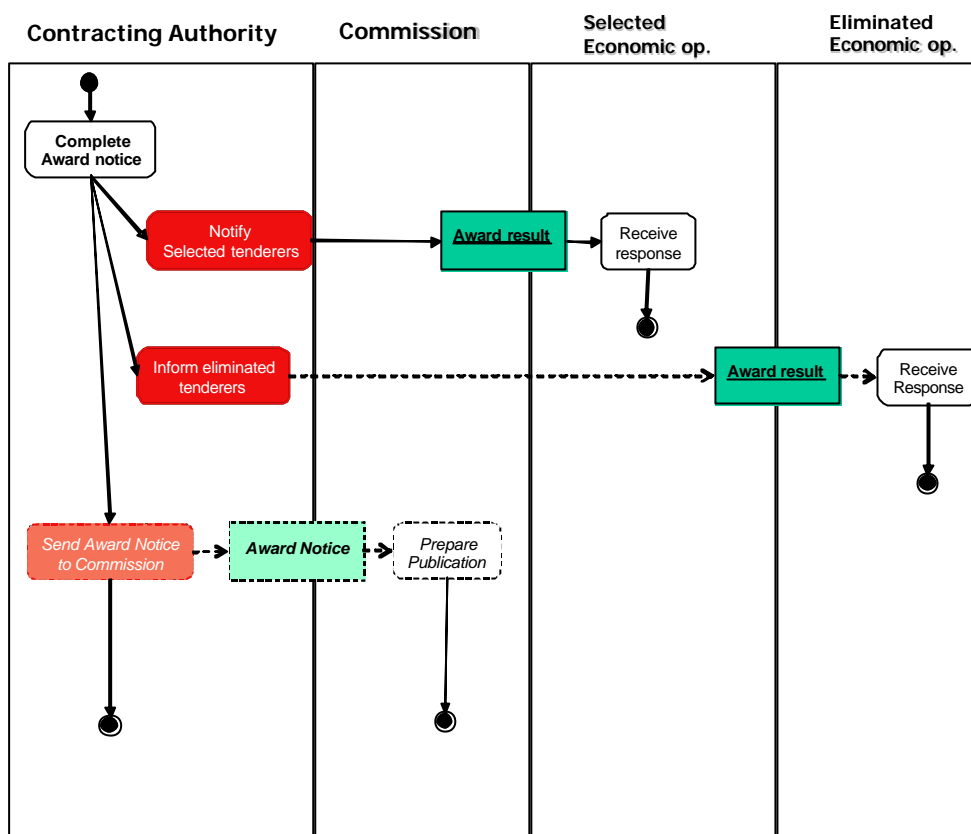 Contracting Authority
Commission
Selected
Economic op.
Eliminated
Economic op.
Complete
Award notice
Notify
Selected tenderers
Award result
Receive
response
Inform eliminated
tenderers
Award result
Receive
Response
Send Award Notice
to Commission
Award Notice
Prepare
Publication